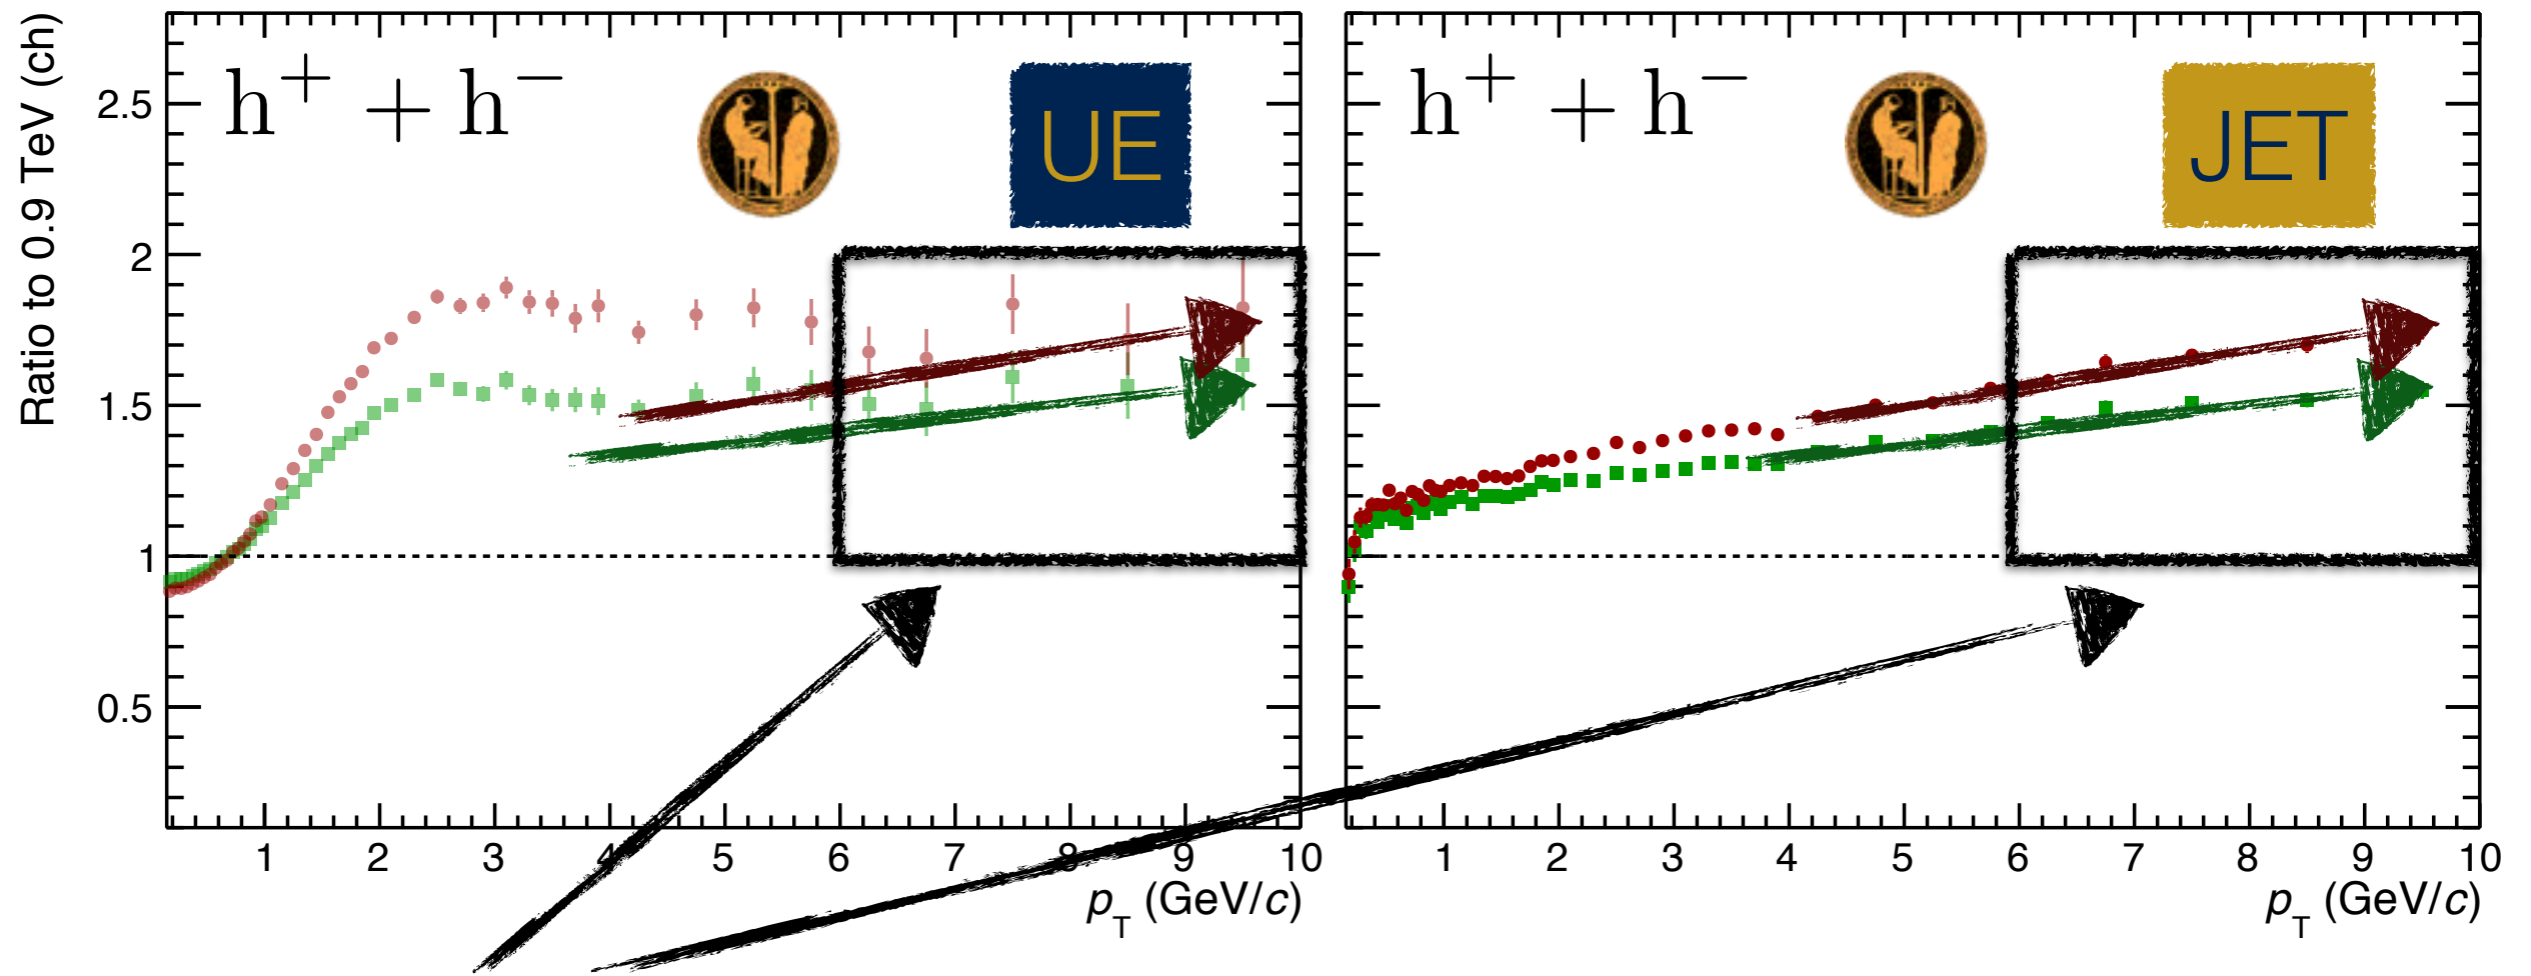 Ratio to 0.9 TeV (ch)
2.5
2
1.5
1
0.5
h⁺ + h⁻
UE
1 2 3 4 5 6 7 8 9 10
p_T (GeV/c)
h⁺ + h⁻
JET
1 2 3 4 5 6 7 8 9 10
p_T (GeV/c)